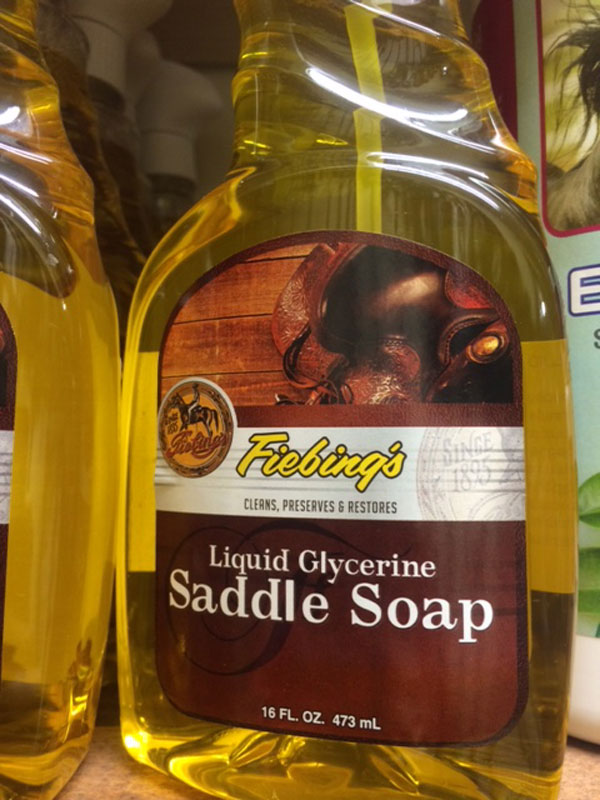 Fiebing's
SINCE
1895
CLEANS, PRESERVES & RESTORES
Liquid Glycerine
Saddle Soap
16 FL. OZ. 473 mL
E
S